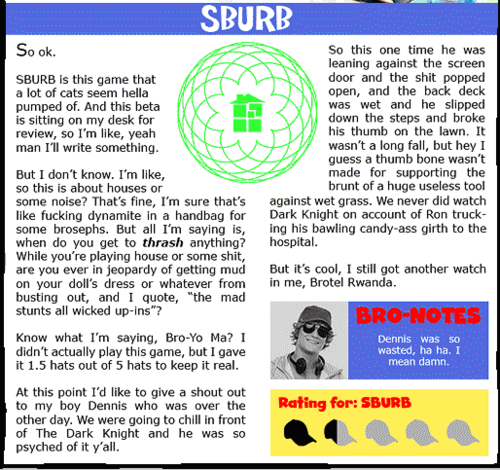 SBURB
So ok.
SBURB is this game that
a lot of cats seem hella
pumped of. And this beta
is sitting on my desk for
review, so I'm like, yeah
man I'll write something.
But I don't know. I'm like,
so this is about houses or
some noise? That's fine, I'm sure that's
like fucking dynamite in a handbag for
some brosephs. But all I'm saying is,
when do you get to thrash anything?
While you're playing house or some shit,
are you ever in jeopardy of getting mud
on your doll's dress or whatever from
busting out, and I quote, "the mad
stunts all wicked up-ins"?
Know what I'm saying, Bro-Yo Ma? I
didn't actually play this game, but I gave
it 1.5 hats out of 5 hats to keep it real.
At this point I'd like to give a shout out
to my boy Dennis who was over the
other day. We were going to chill in front
of The Dark Knight and he was so
psyched of it y'all.
So this one time he was
leaning against the screen
door and the shit popped
open, and the back deck
was wet and he slipped
down the steps and broke
his thumb on the lawn. It
wasn't a long fall, but hey I
guess a thumb bone wasn't
made for supporting the
brunt of a huge useless tool
against wet grass. We never did watch
Dark Knight on account of Ron truck-
ing his bawling candy-ass girth to the
hospital.
But it's cool, I still got another watch
in me, Brotel Rwanda.
BRO-NOTES
Dennis was so
wasted, ha ha. I
mean damn.
Rating for: SBURB